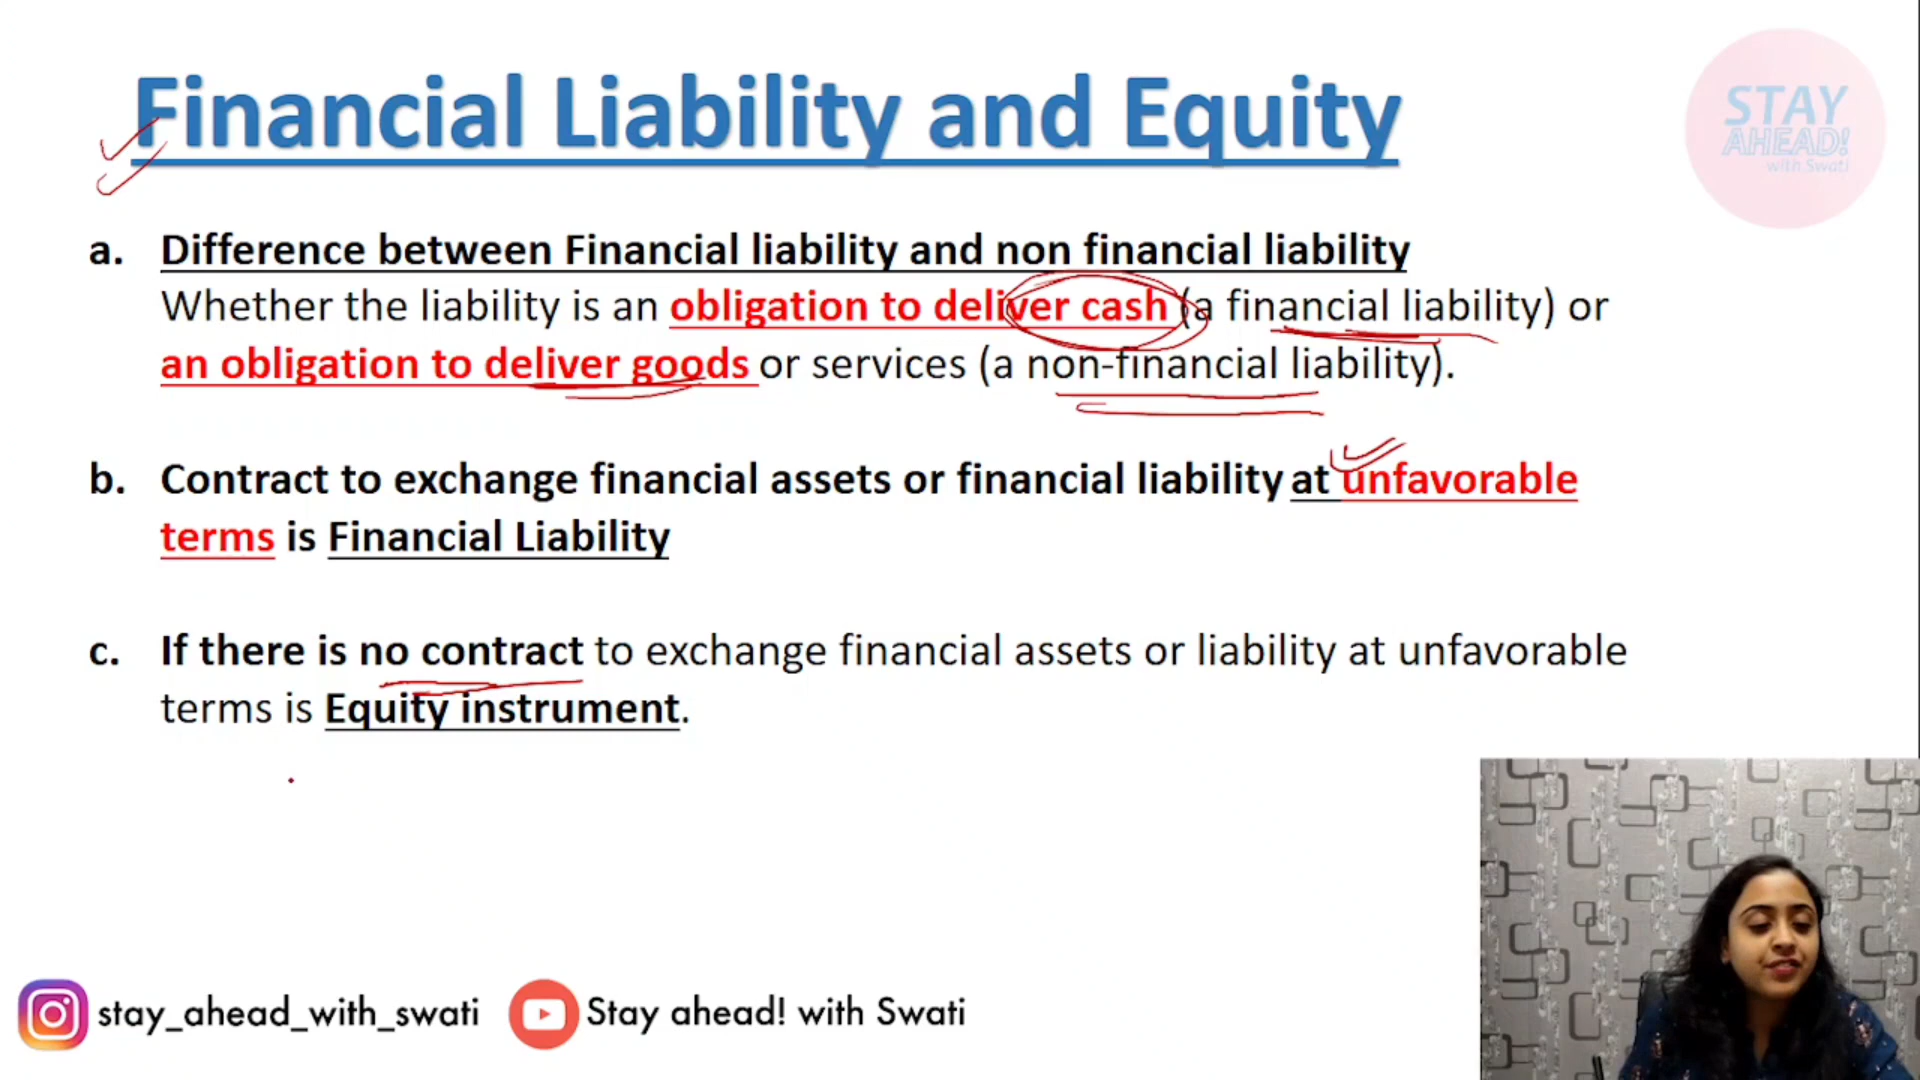 Financial Liability and Equity
STAY
AHEAD!
with Swati
a. Difference between Financial liability and non financial liability
Whether the liability is an obligation to deliver cash (a financial liability) or
an obligation to deliver goods or services (a non-financial liability).
b. Contract to exchange financial assets or financial liability at unfavorable
terms is Financial Liability
c. If there is no contract to exchange financial assets or liability at unfavorable
terms is Equity instrument.
stay_ahead_with_swati Stay ahead! with Swati